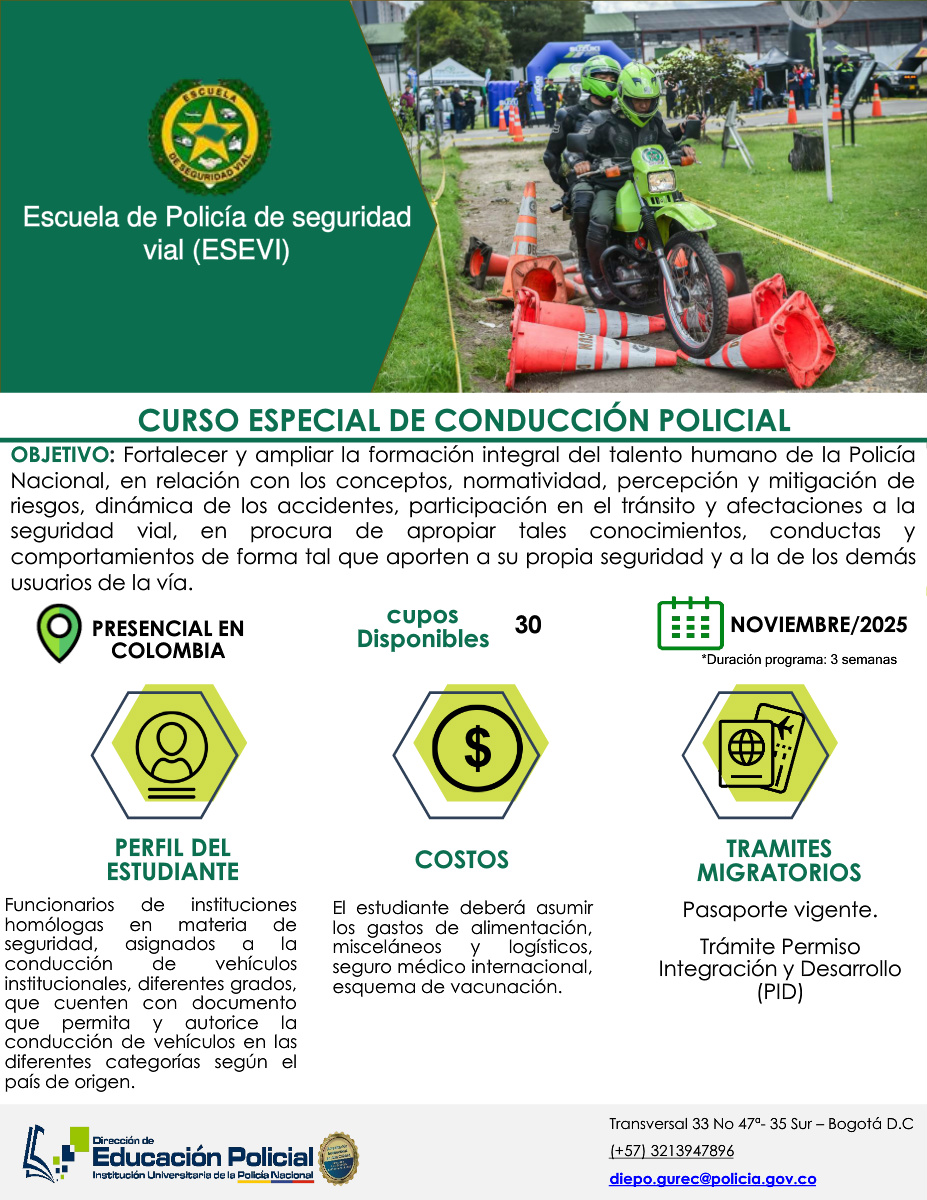 ESCUELA
DE SEGURIDAD VIAL
Escuela de Policía de seguridad
vial (ESEVI)
SUZUKI
CURSO ESPECIAL DE CONDUCCIÓN POLICIAL
OBJETIVO: Fortalecer y ampliar la formación integral del talento humano de la Policía
Nacional, en relación con los conceptos, normatividad, percepción y mitigación de
riesgos, dinámica de los accidentes, participación en el tránsito y afectaciones a la
seguridad vial, en procura de apropiar tales conocimientos, conductas y
comportamientos de forma tal que aporten a su propia seguridad y a la de los demás
usuarios de la vía.
PRESENCIAL EN
COLOMBIA
cupos
Disponibles
30
NOVIEMBRE/2025
*Duración programa: 3 semanas
$
PERFIL DEL
ESTUDIANTE
Funcionarios de instituciones
homólogas en materia de
seguridad, asignados a la
conducción de vehículos
institucionales, diferentes grados,
que cuenten con documento
que permita y autorice la
conducción de vehículos en las
diferentes categorías según el
país de origen.
COSTOS
El estudiante deberá asumir
los gastos de alimentación,
misceláneos y logísticos,
seguro médico internacional,
esquema de vacunación.
TRAMITES
MIGRATORIOS
Pasaporte vigente.
Trámite Permiso
Integración y Desarrollo
(PID)
Dirección de
Educación Policial
Institución Universitaria de la Policía Nacional
Transversal 33 No 47ª- 35 Sur – Bogotá D.C
(+57) 3213947896
diepo.gurec@policia.gov.co